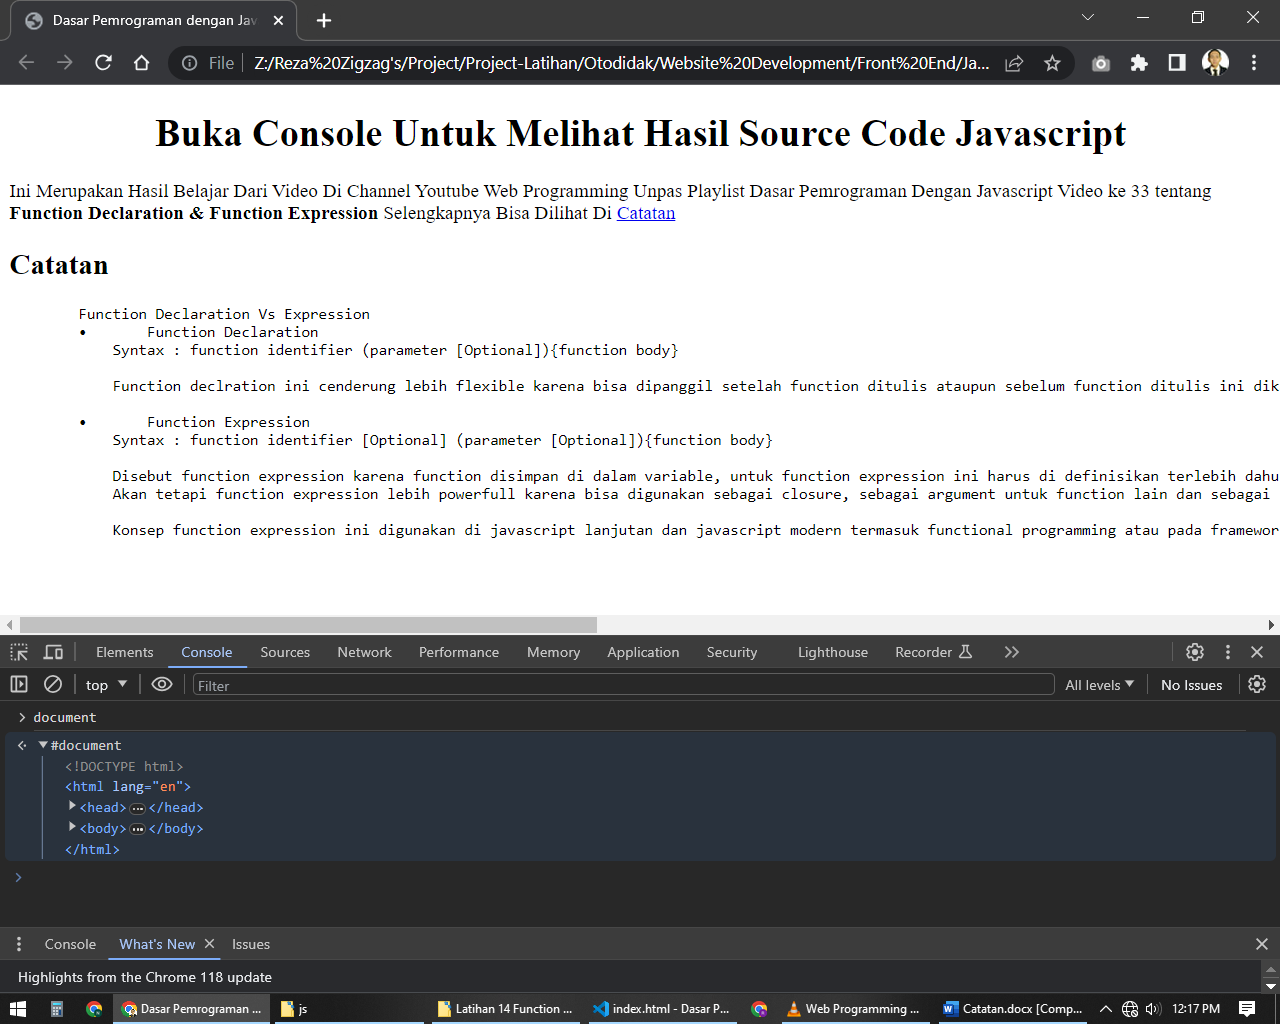 Dasar Pemrograman dengan Jav
File
Z:/Reza%20Zigzag's/Project/Project-Latihan/Otodidak/Website%20Development/Front%20End/Ja...
Buka Console Untuk Melihat Hasil Source Code Javascript
Ini Merupakan Hasil Belajar Dari Video Di Channel Youtube Web Programming Unpas Playlist Dasar Pemrograman Dengan Javascript Video ke 33 tentang
Function Declaration & Function Expression Selengkapnya Bisa Dilihat Di Catatan
Catatan
Function Declaration Vs Expression
• Function Declaration
Syntax : function identifier (parameter [Optional]){function body}
Function declration ini cenderung lebih flexible karena bisa dipanggil setelah function ditulis ataupun sebelum function ditulis ini dik
• Function Expression
Syntax : function identifier [Optional] (parameter [Optional]){function body}
Disebut function expression karena function disimpan di dalam variable, untuk function expression ini harus di definisikan terlebih dahu
Akan tetapi function expression lebih powerfull karena bisa digunakan sebagai closure, sebagai argument untuk function lain dan sebagai
Konsep function expression ini digunakan di javascript lanjutan dan javascript modern termasuk functional programming atau pada framewor
Elements Console Sources Network Performance Memory Application Security Lighthouse Recorder
top Filter All levels No Issues
document
#document
<!DOCTYPE html>
<html lang="en">
<head>…</head>
<body>…</body>
</html>
Console What's New Issues
Highlights from the Chrome 118 update
Dasar Pemrograman ... js Latihan 14 Function ... index.html - Dasar P... Web Programming ... Catatan.docx [Comp... 12:17 PM